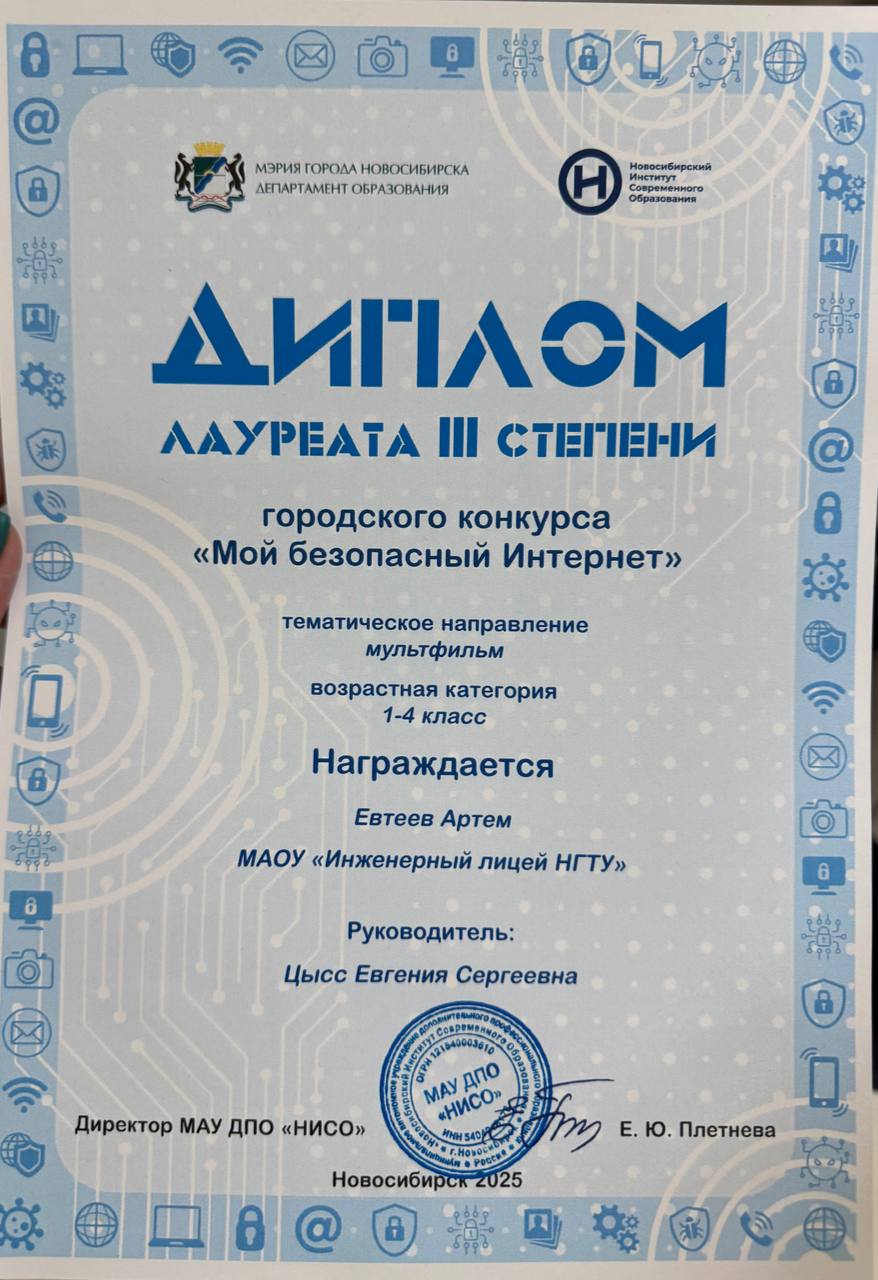 МЭРИЯ ГОРОДА НОВОСИБИРСКА
ДЕПАРТАМЕНТ ОБРАЗОВАНИЯ
Н
Новосибирский
Институт
Современного
Образования
ДИПЛОМ
ЛАУРЕАТА III СТЕПЕНИ
городского конкурса
«Мой безопасный Интернет»
тематическое направление
мультфильм
возрастная категория
1-4 класс
Награждается
Евтеев Артем
МАОУ «Инженерный лицей НГТУ»
Руководитель:
Цысс Евгения Сергеевна
МАУ ДПО
«НИСО»
Директор МАУ ДПО «НИСО»
Е. Ю. Плетнева
Новосибирск 2025